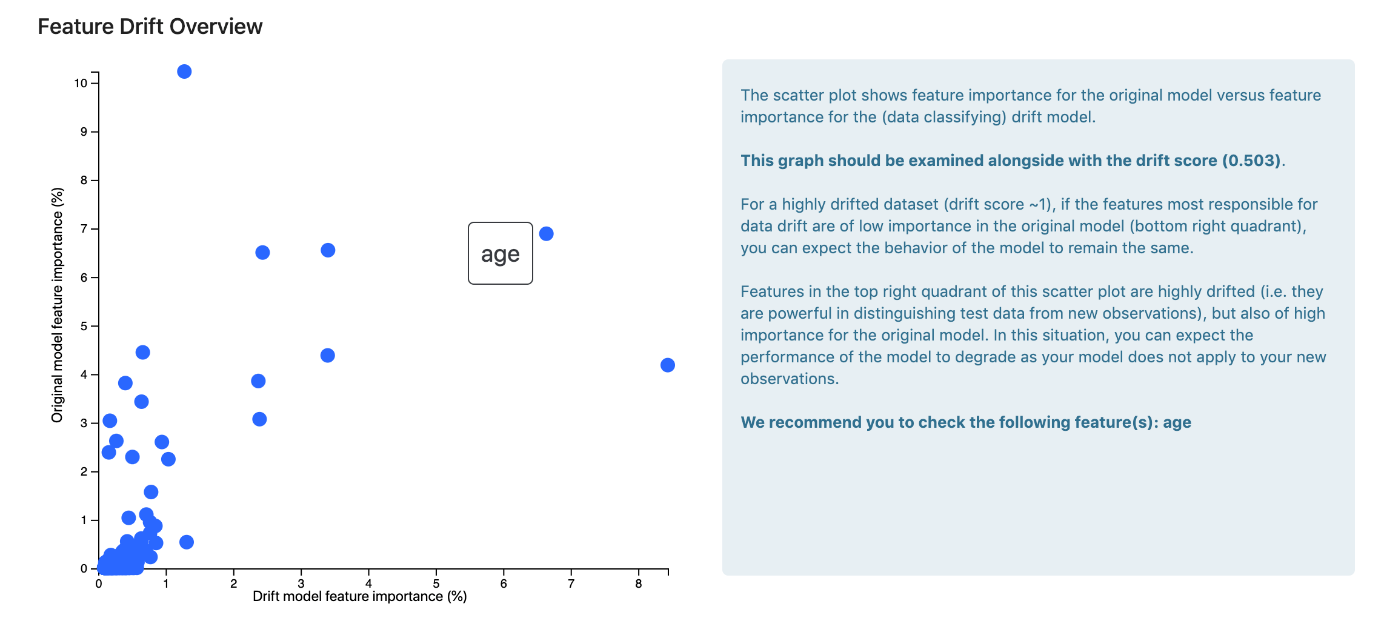 Feature Drift Overview
10
9
8
7
6
5
4
3
2
1
0
Original model feature importance (%)
0 1 2 3 4 5 6 7 8
Drift model feature importance (%)
age
The scatter plot shows feature importance for the original model versus feature
importance for the (data classifying) drift model.
This graph should be examined alongside with the drift score (0.503).
For a highly drifted dataset (drift score ~1), if the features most responsible for
data drift are of low importance in the original model (bottom right quadrant),
you can expect the behavior of the model to remain the same.
Features in the top right quadrant of this scatter plot are highly drifted (i.e. they
are powerful in distinguishing test data from new observations), but also of high
importance for the original model. In this situation, you can expect the
performance of the model to degrade as your model does not apply to your new
observations.
We recommend you to check the following feature(s): age